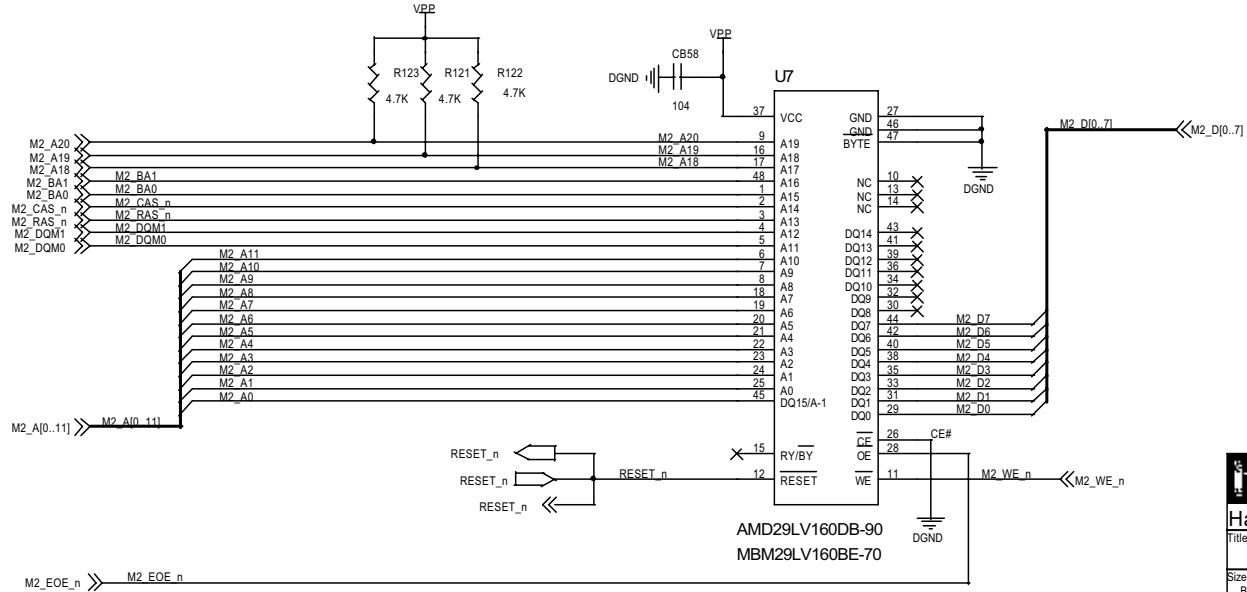 VPP
R123
R121
R122
4.7K
4.7K
4.7K
VPP
CB58
DGND
104
U7
M2_A20
M2_A19
M2_A18
M2_BA1
M2_BA0
M2_CAS_n
M2_RAS_n
M2_DQM1
M2_DQM0
M2_BA1
M2_BA0
M2_CAS_n
M2_RAS_n
M2_DQM1
M2_DQM0
M2_A20
M2_A19
M2_A18
M2_A11
M2_A10
M2_A9
M2_A8
M2_A7
M2_A6
M2_A5
M2_A4
M2_A3
M2_A2
M2_A1
M2_A0
M2_A[0..11]
M2_A[0..11]
37 VCC
9 A19
16 A18
17 A17
48 A16
1 A15
2 A14
3 A13
4 A12
5 A11
6 A10
7 A9
8 A8
18 A7
19 A6
20 A5
21 A4
22 A3
23 A2
24 A1
25 A0
45 DQ15/A-1
15 RY/BY
12 RESET
GND 27
GND 46
BYTE 47
NC 10
NC 13
NC 14
DQ14 43
DQ13 41
DQ12 39
DQ11 36
DQ10 34
DQ9 32
DQ8 30
DQ7 44
DQ6 42
DQ5 40
DQ4 38
DQ3 35
DQ2 33
DQ1 31
DQ0 29
CE 26
OE 28
WE 11
DGND
M2_D[0..7]
M2_D[0..7]
M2_D7
M2_D6
M2_D5
M2_D4
M2_D3
M2_D2
M2_D1
M2_D0
CE#
M2_WE_n
M2_WE_n
DGND
RESET_n
RESET_n
RESET_n
RESET_n
AMD29LV160DB-90
MBM29LV160BE-70
M2_EOE_n
M2_EOE_n
Title
Size
B